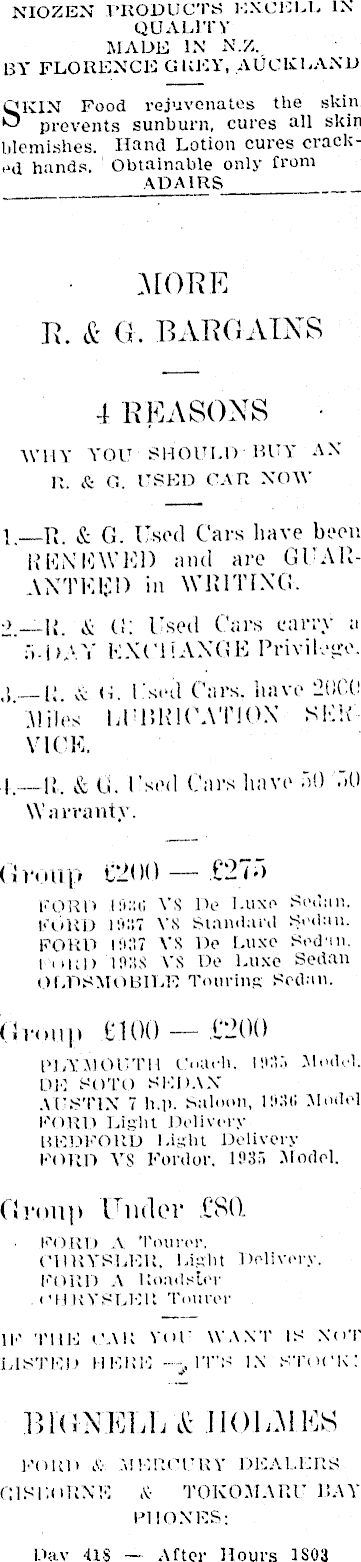 NIOZEN PRODUCTS EXCELL IN
QUALITY
MADE IN N.Z.
BY FLORENCE GREY, AUCKLAND
SKIN Food rejuvenates the skin
prevents sunburn, cures all skin
blemishes. Hand Lotion cures crack-
ed hands. Obtainable only from
ADAIRS
MORE
R. & G. BARGAINS
4 REASONS
WHY YOU SHOULD BUY AN
R. & G. USED CAR NOW
1.—R. & G. Used Cars have been
RENEWED and are GUAR-
ANTEED in WRITING.
2.—R. & G. Used Cars carry a
5-DAY EXCHANGE Privilege.
3.—R. & G. Used Cars. have 2000
Miles LUBRICATION SER-
VICE.
4.—R. & G. Used Cars have 50/50
Warranty.
Group £200 — £275
FORD 1936 V8 De Luxe Sedan.
FORD 1937 V8 Standard Sedan.
FORD 1937 V8 De Luxe Sedan.
FORD 1938 V8 De Luxe Sedan
OLDSMOBILE Touring Sedan.
Group £100 — £200
PLYMOUTH Coach, 1935 Model.
DE SOTO SEDAN
AUSTIN 7 h.p. Saloon, 1936 Model
FORD Light Delivery
BEDFORD Light Delivery
FORD V8 Fordor, 1935 Model.
Group Under £80.
FORD A Tourer.
CHRYSLER, Light Delivery.
FORD A Roadster
CHRYSLER Tourer
IF THE CAR YOU WANT IS NOT
LISTED HERE — IT'S IN STOCK!
BIGNELL & HOLMES
FORD & MERCURY DEALERS
GISBORNE & TOKOMARU BAY
PHONES:
Day 418 — After Hours 1803